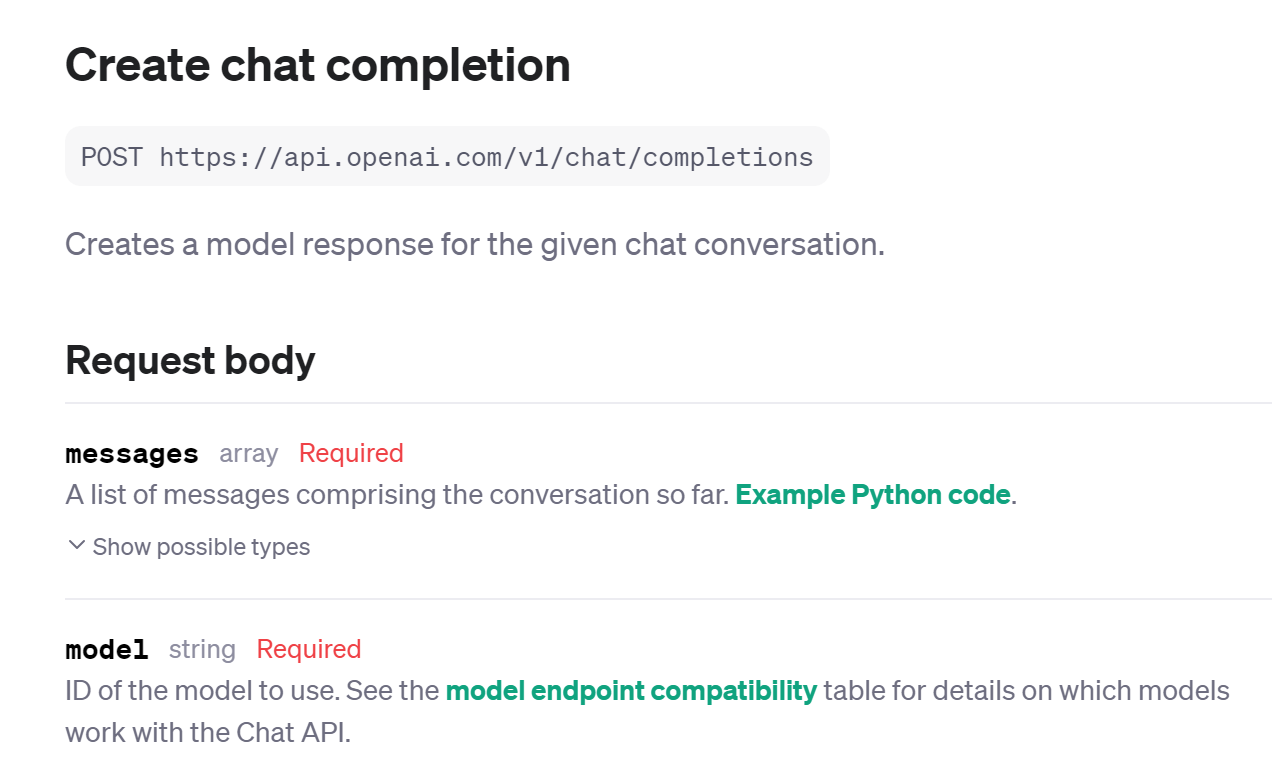 Create chat completion
POST https://api.openai.com/v1/chat/completions
Creates a model response for the given chat conversation.
Request body
messages array Required
A list of messages comprising the conversation so far. Example Python code.
Show possible types
model string Required
ID of the model to use. See the model endpoint compatibility table for details on which models
work with the Chat API.